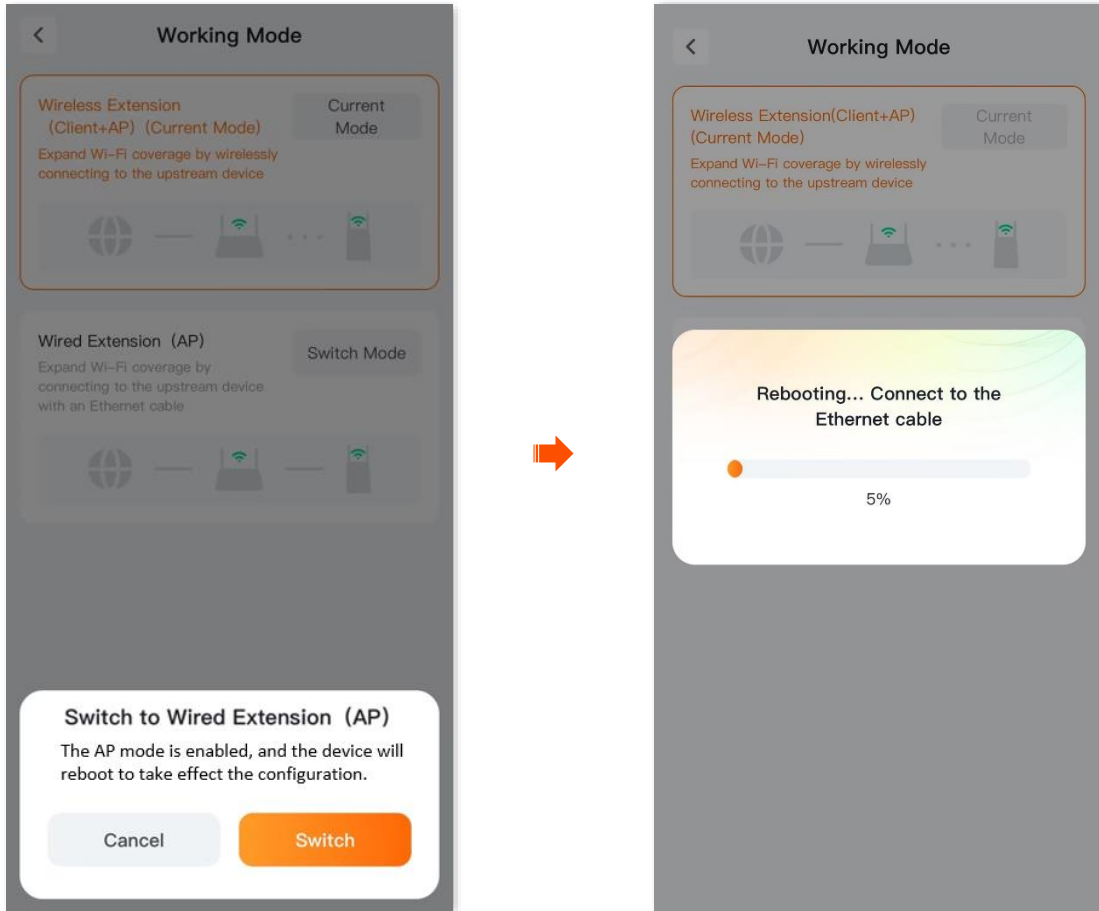 Working Mode
Wireless Extension
（Client+AP）(Current Mode)
Current
Mode
Expand Wi-Fi coverage by wirelessly
connecting to the upstream device
Wired Extension（AP）
Switch Mode
Expand Wi-Fi coverage by
connecting to the upstream device
with an Ethernet cable
Switch to Wired Extension（AP）
The AP mode is enabled, and the device will
reboot to take effect the configuration.
Cancel
Switch
Working Mode
Wireless Extension(Client+AP)
(Current Mode)
Current
Mode
Expand Wi-Fi coverage by wirelessly
connecting to the upstream device
Rebooting... Connect to the
Ethernet cable
5%